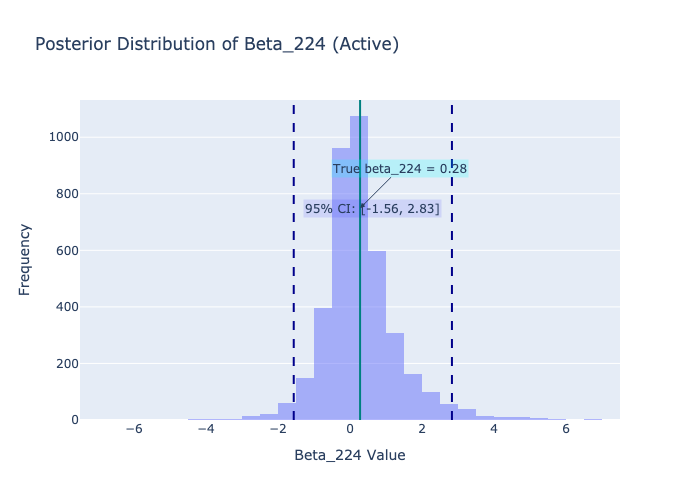 Posterior Distribution of Beta_224 (Active)
1000
True beta_224 = 0.28
800
95% CI: [-1.56, 2.83]
600
Frequency
400
200
0
−6 −4 −2 0 2 4 6
Beta_224 Value